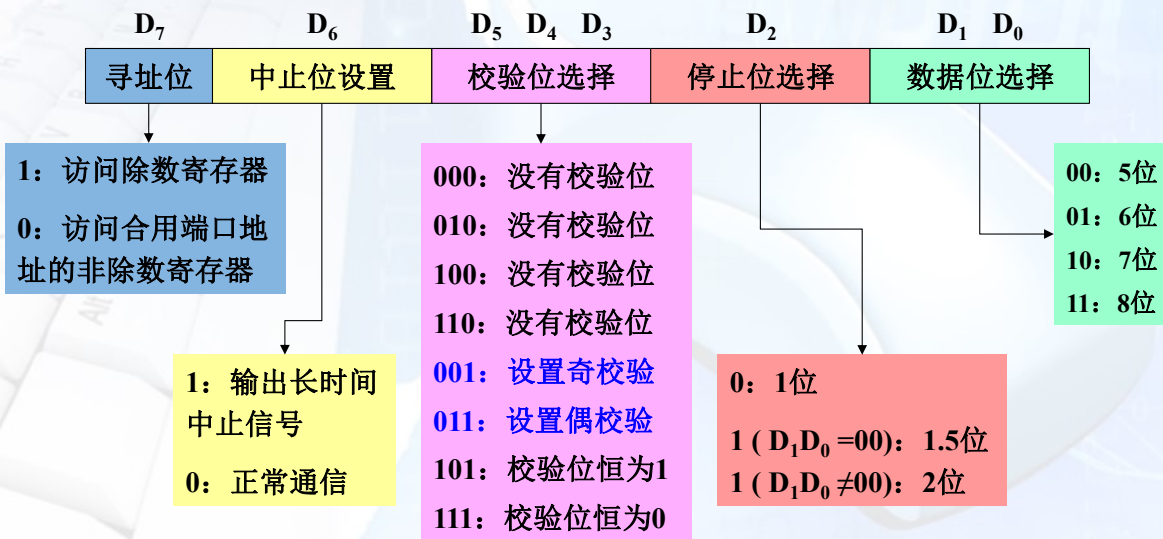 D7 D6 D5 D4 D3 D2 D1 D0
寻址位 中止位设置 校验位选择 停止位选择 数据位选择
1：访问除数寄存器
0：访问合用端口地
址的非除数寄存器
1：输出长时间
中止信号
0：正常通信
000：没有校验位
010：没有校验位
100：没有校验位
110：没有校验位
001：设置奇校验
011：设置偶校验
101：校验位恒为1
111：校验位恒为0
0：1位
1 ( D1D0 =00)：1.5位
1 ( D1D0 ≠00)：2位
00：5位
01：6位
10：7位
11：8位
Alt